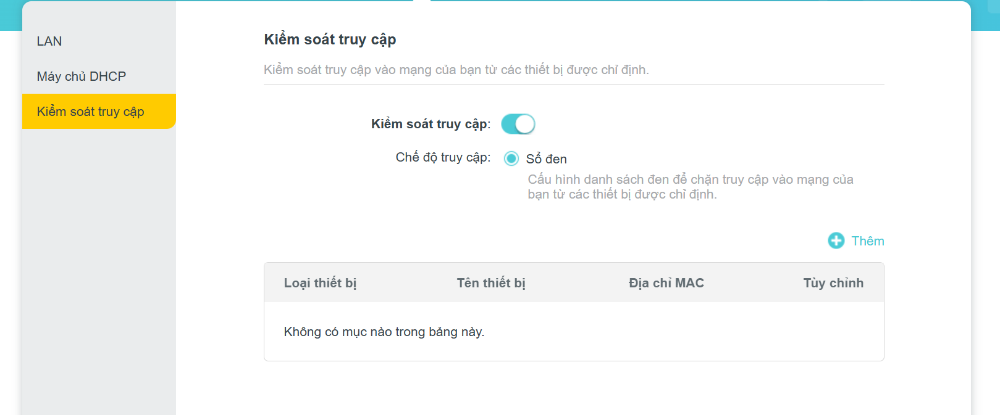 LAN
Máy chủ DHCP
Kiểm soát truy cập
Kiểm soát truy cập
Kiểm soát truy cập vào mạng của bạn từ các thiết bị được chỉ định.
Kiểm soát truy cập:
Chế độ truy cập:
Sổ đen
Cấu hình danh sách đen để chặn truy cập vào mạng của
bạn từ các thiết bị được chỉ định.
Thêm
Loại thiết bị Tên thiết bị Địa chỉ MAC Tùy chỉnh
Không có mục nào trong bảng này.